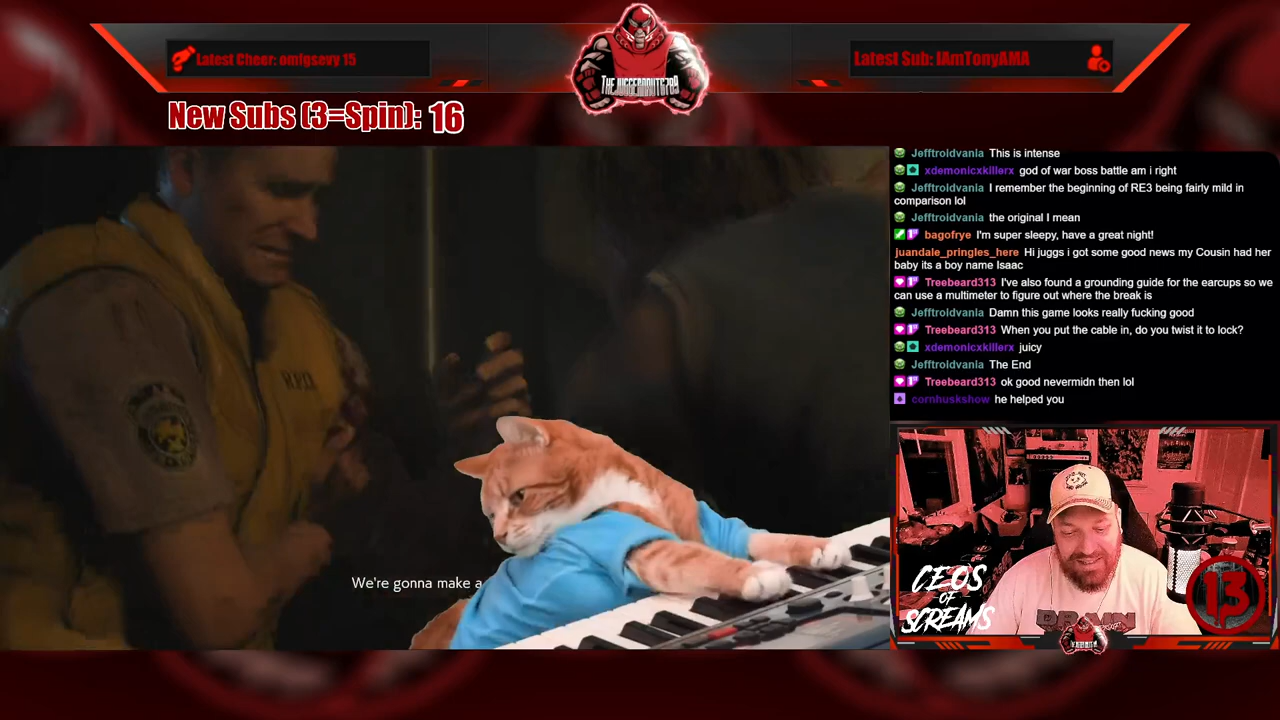 Latest Cheer: omfgsevy 15
THEJUGGERNAUT6789
Latest Sub: IAmTonyAMA
New Subs (3=Spin): 16
Jefftroldvania This is intense
xdemonicxkillerx god of war boss battle am i right
Jefftroldvania I remember the beginning of RE3 being fairly mild in
comparison lol
Jefftroldvania the original I mean
bagofrye I'm super sleepy, have a great night!
juandale_pringles_here Hi juggs i got some good news my Cousin had her
baby its a boy name Isaac
Treebeard313 I've also found a grounding guide for the earcups so we
can use a multimeter to figure out where the break is
Jefftroldvania Damn this game looks really fucking good
Treebeard313 When you put the cable in, do you twist it to lock?
xdemonicxkillerx juicy
Jefftroldvania The End
Treebeard313 ok good nevermidn then lol
cornhuskshow he helped you
R.P.D.
We're gonna make a
CEOS
OF
SCREAMS
13